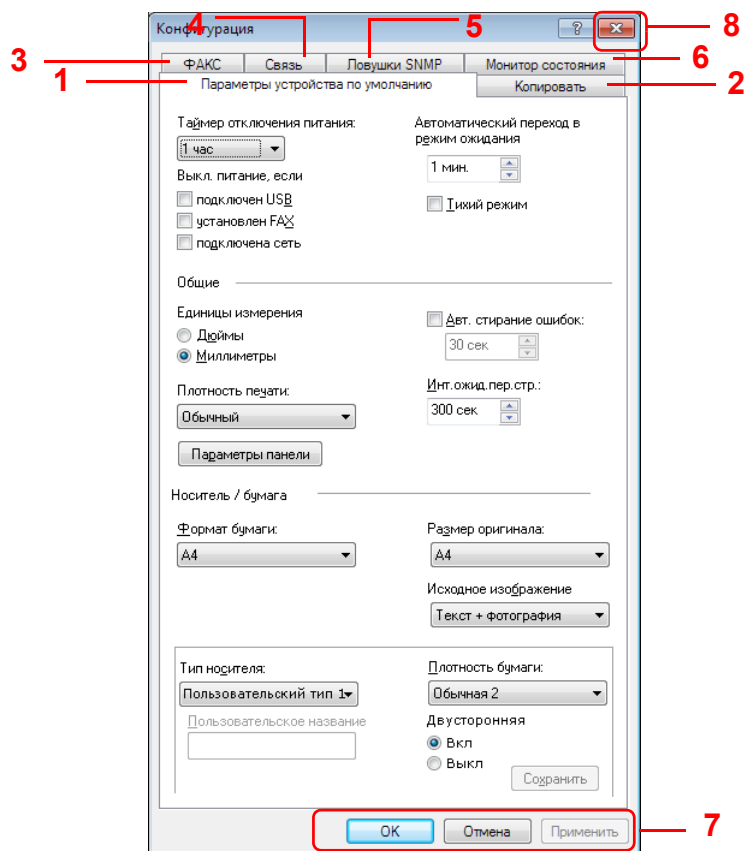 Конфигурация
4
5
8
3
ФАКС
Связь
Ловушки SNMP
Монитор состояния
6
1
Параметры устройства по умолчанию
Копировать
2
Таймер отключения питания:
1 час
Автоматический переход в
режим ожидания
1 мин.
Выкл. питание, если
подключен USB
установлен FAX
подключена сеть
Тихий режим
Общие
Единицы измерения
Дюймы
Миллиметры
Авт. стирание ошибок:
30 сек
Плотность печати:
Обычный
Инт.ожид.пер.стр.:
300 сек
Параметры панели
Носитель / бумага
Формат бумаги:
A4
Размер оригинала:
A4
Исходное изображение
Текст + фотография
Тип носителя:
Пользовательский тип 1
Плотность бумаги:
Обычная 2
Пользовательское название
Двусторонняя
Вкл
Выкл
Сохранить
OK
Отмена
Применить
7